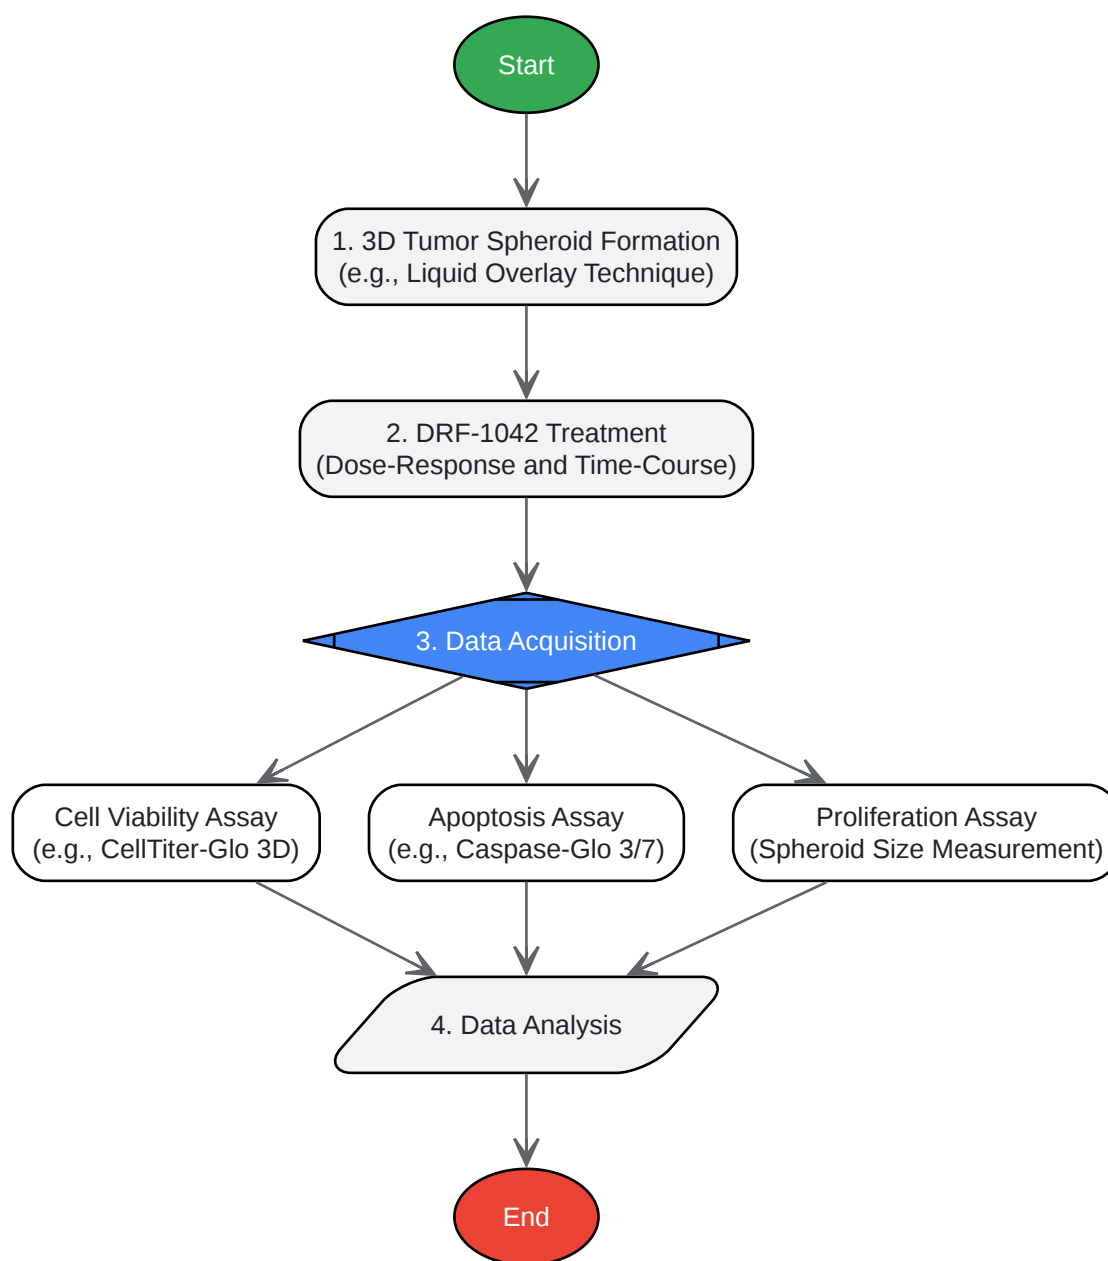 Start
1. 3D Tumor Spheroid Formation
(e.g., Liquid Overlay Technique)
2. DRF-1042 Treatment
(Dose-Response and Time-Course)
3. Data Acquisition
Cell Viability Assay
(e.g., CellTiter-Glo 3D)
Apoptosis Assay
(e.g., Caspase-Glo 3/7)
Proliferation Assay
(Spheroid Size Measurement)
4. Data Analysis
End